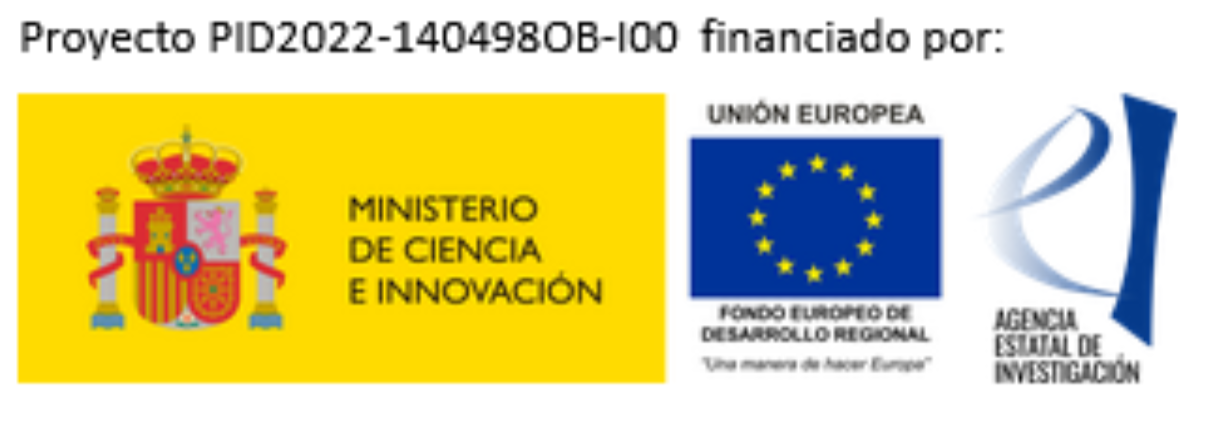 Proyecto PID2022-140498OB-I00 financiado por:
MINISTERIO
DE CIENCIA
E INNOVACIÓN
UNIÓN EUROPEA
FONDO EUROPEO DE
DESARROLLO REGIONAL
"Una manera de hacer Europa"
AGENCIA
ESTATAL DE
INVESTIGACIÓN